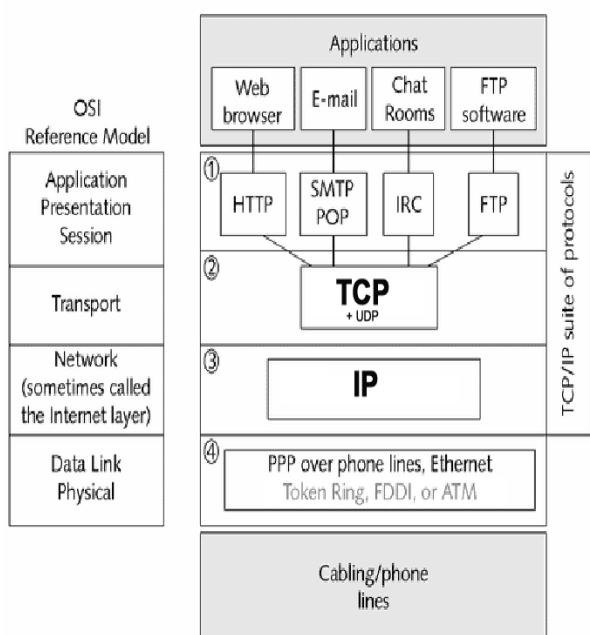 Applications
Web
browser
E-mail
Chat
Rooms
FTP
software
OSI
Reference Model
Application
Presentation
Session
①
HTTP
SMTP
POP
IRC
FTP
Transport
②
TCP
+ UDP
Network
(sometimes called
the Internet layer)
③
IP
Data Link
Physical
④
PPP over phone lines, Ethernet
Token Ring, FDDI, or ATM
TCP/IP suite of protocols
Cabling/phone
lines